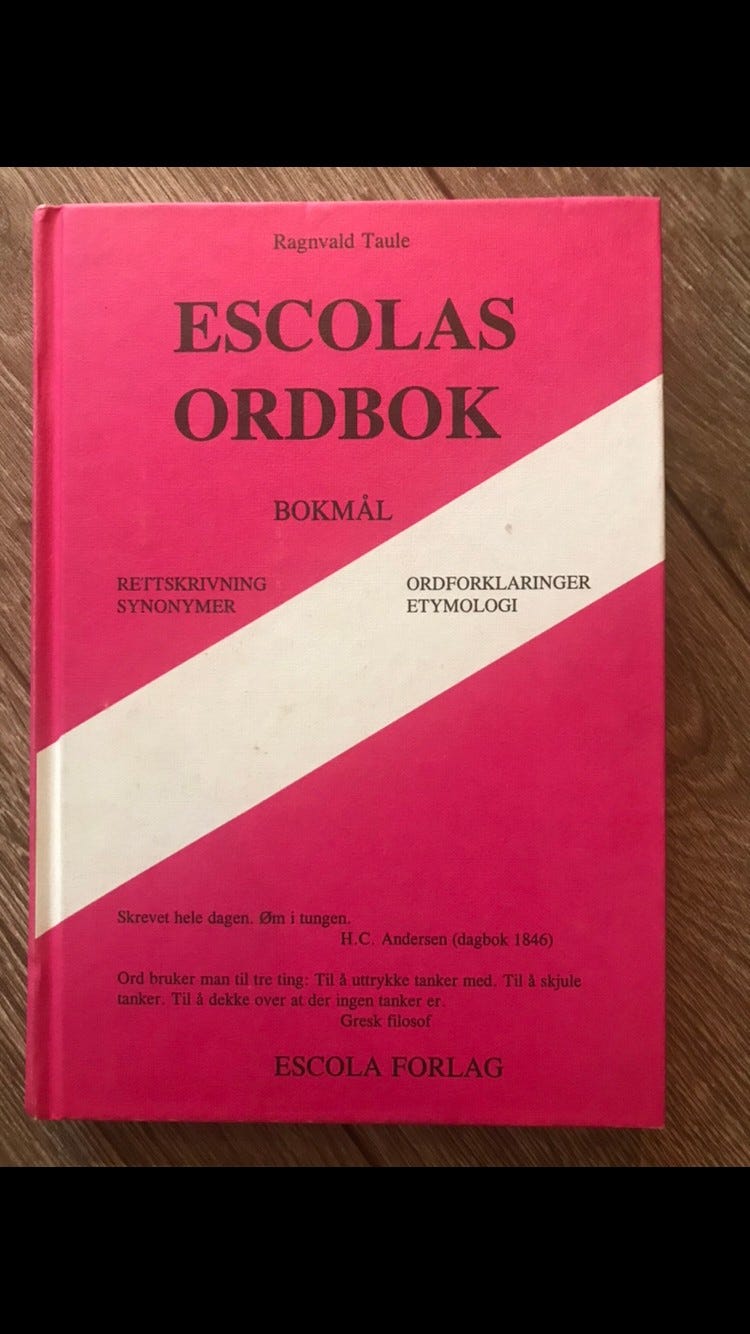 Ragnvald Taule
ESCOLAS
ORDBOK
BOKMÅL
RETTSKRIVNING
SYNONYMER
ORDFORKLARINGER
ETYMOLOGI
Skrevet hele dagen. Øm i tungen.
H.C. Andersen (dagbok 1846)
Ord bruker man til tre ting: Til å uttrykke tanker med. Til å skjule
tanker. Til å dekke over at der ingen tanker er.
Gresk filosof
ESCOLA FORLAG